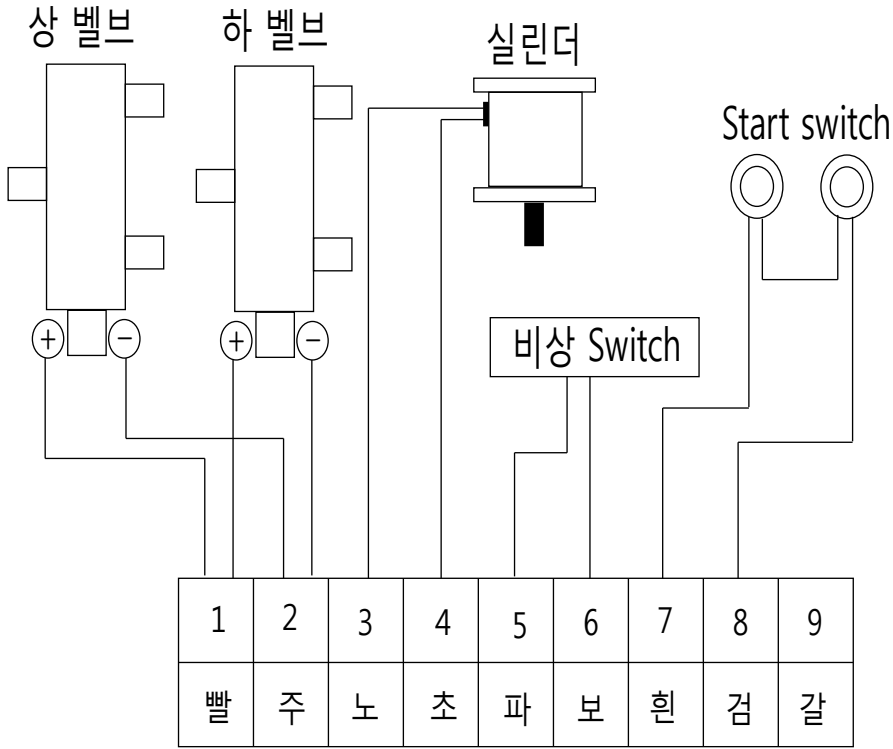 상 벨브
하 벨브
실린더
Start switch
+
−
+
−
비상 Switch
1 2 3 4 5 6 7 8 9
빨 주 노 초 파 보 흰 검 갈